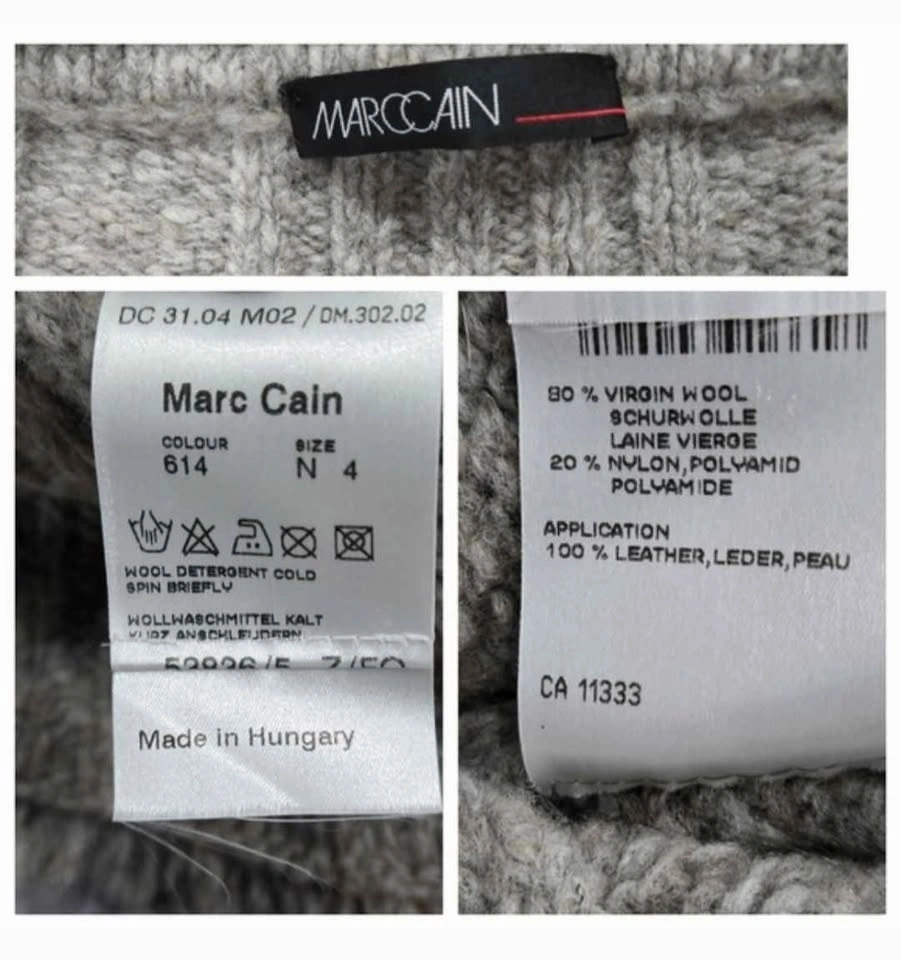 MARCCAIN
DC 31.04 M02 / DM.302.02
Marc Cain
COLOUR SIZE
614 N 4
WOOL DETERGENT COLD
SPIN BRIEFLY
WOLLWASCHMITTEL KALT
KURZ ANSCHLEUDERN
Made in Hungary
80 % VIRGIN WOOL
SCHURWOLLE
LAINE VIERGE
20 % NYLON,POLYAMID
POLYAMIDE
APPLICATION
100 % LEATHER,LEDER,PEAU
CA 11333